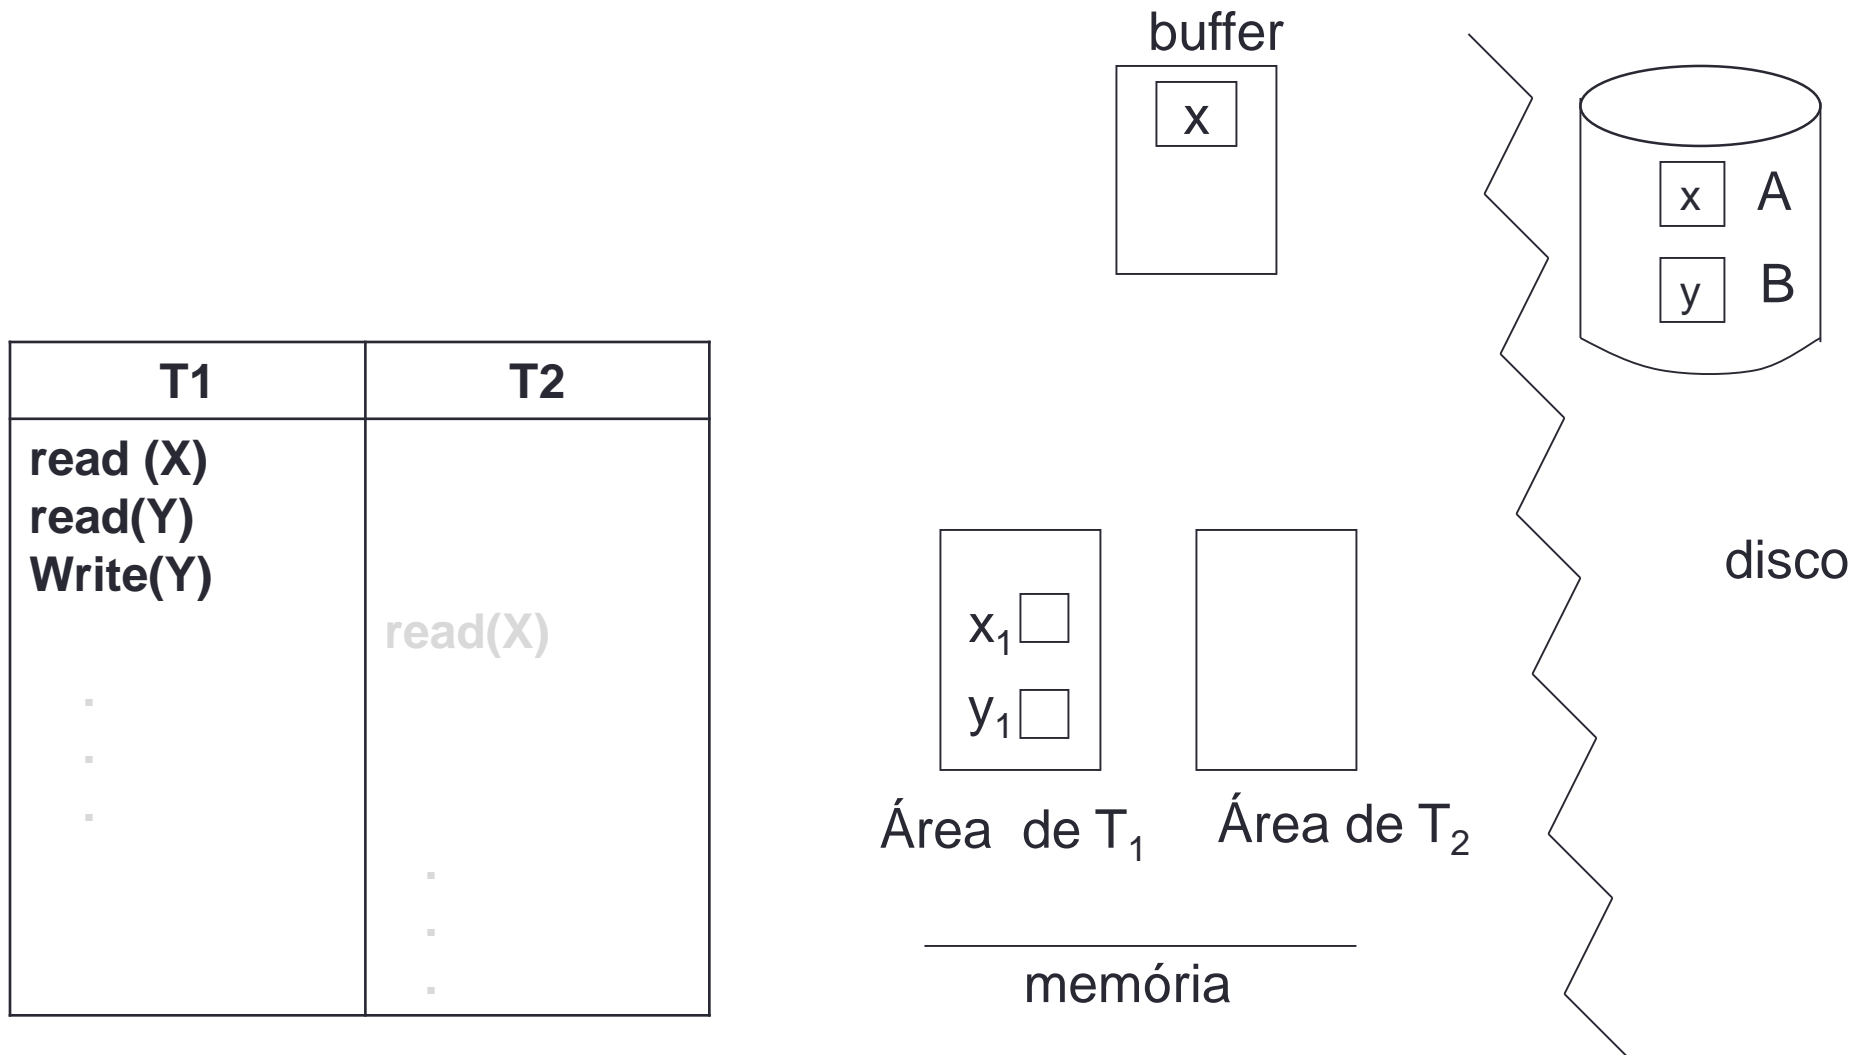 buffer
x
x A
y B
T1 T2
read (X)
read(Y)
Write(Y)
read(X)
.
.
.
.
.
.
x1
y1
Área de T1
Área de T2
memória
disco